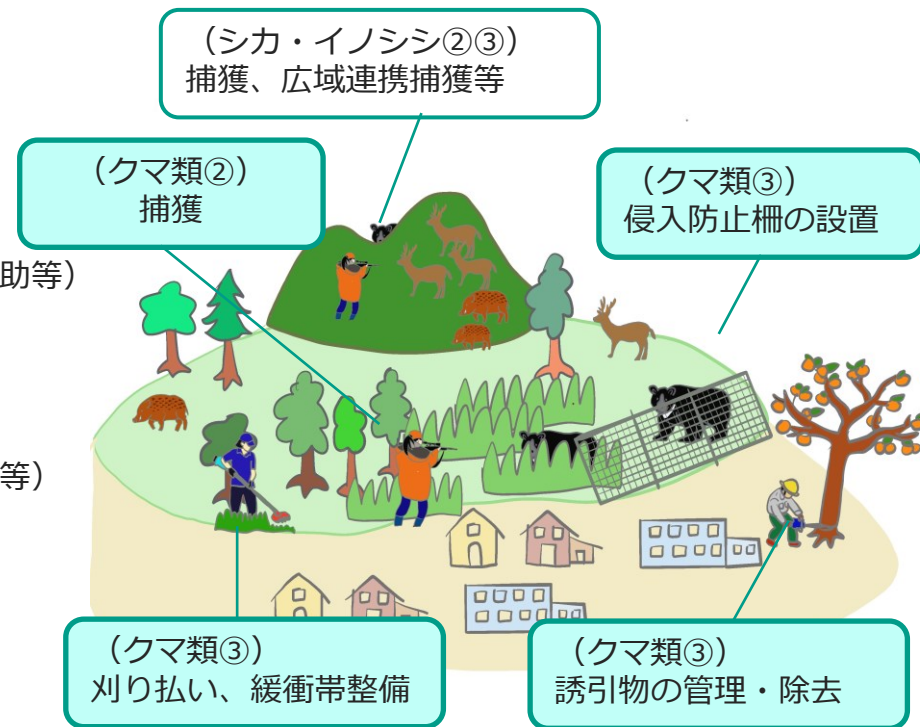 （シカ・イノシシ②③）
捕獲、広域連携捕獲等
（クマ類②）
捕獲
（クマ類③）
侵入防止柵の設置
助等）
等）
（クマ類③）
刈り払い、緩衝帯整備
（クマ類③）
誘引物の管理・除去